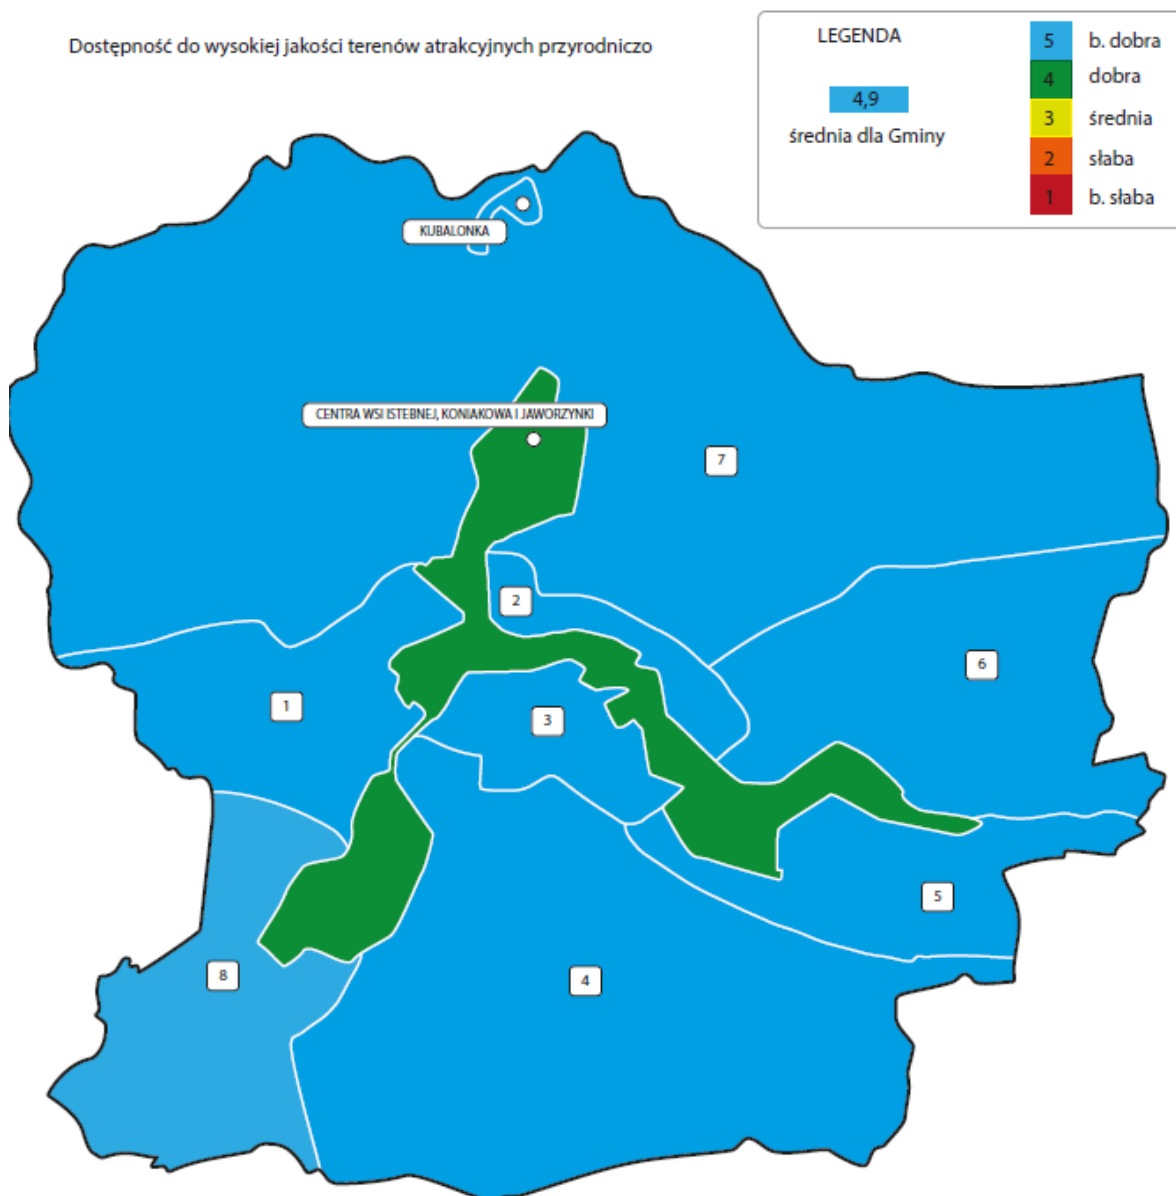 Dostępność do wysokiej jakości terenów atrakcyjnych przyrodniczo
LEGENDA
4,9
średnia dla Gminy
5 b. dobra
4 dobra
3 średnia
2 słaba
1 b. słaba
KUBALONKA
CENTRA WSI ISTEBNEJ, KONIAKOWA I JAWORZYNKI
7
2
6
1
3
5
8
4